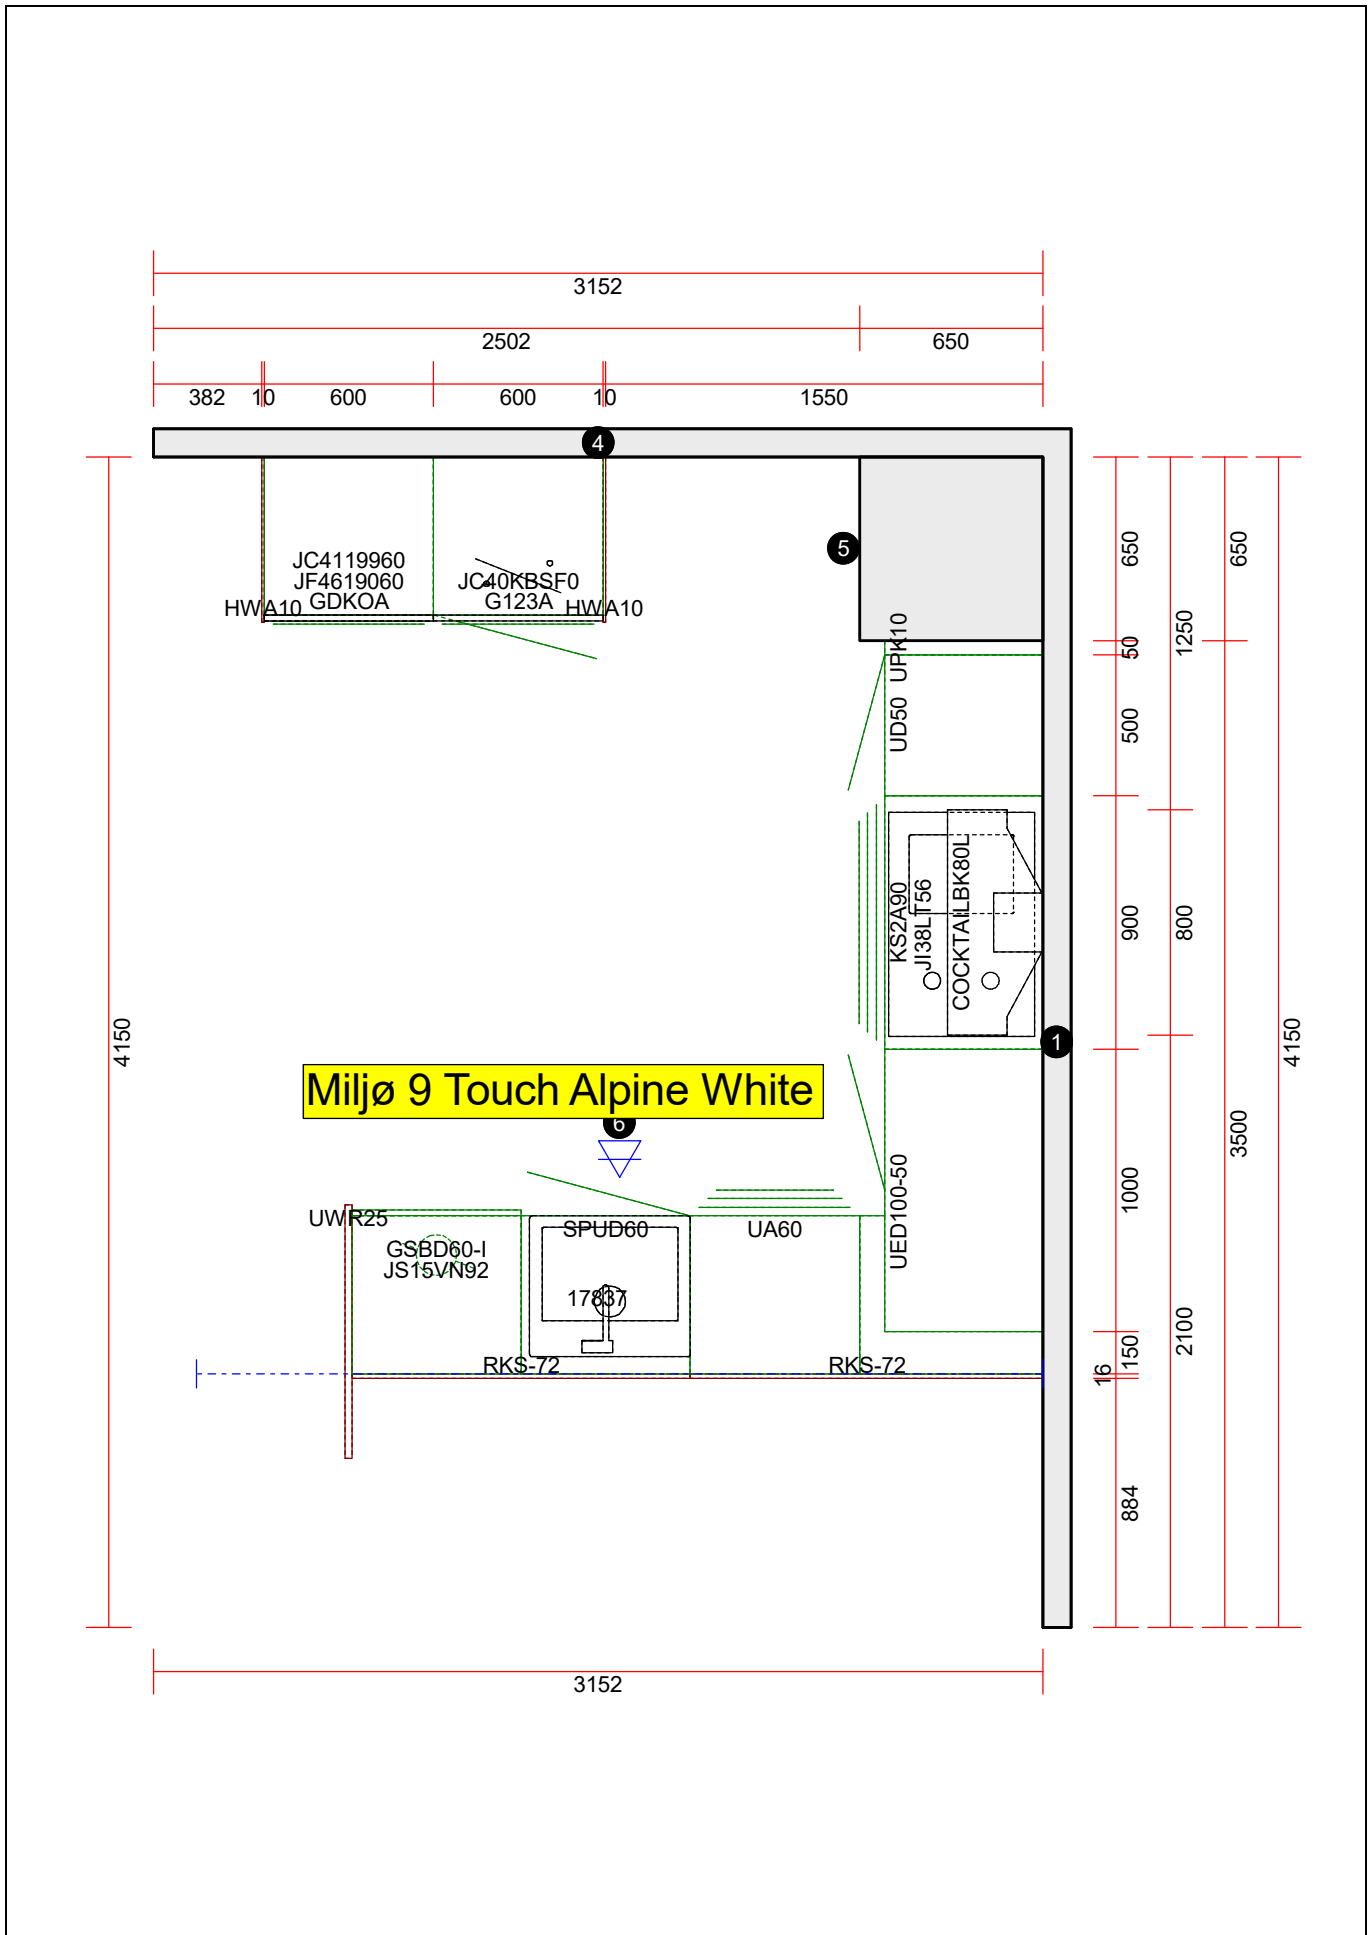 3152
2502 650
382 10 600 600 10 1550
4
5
JC4119960
JF4619060
GDKOA
JC40KBSF0
G123A
HWA10
HWA10
UPK10
UD50
KS2A90
JI38LT56
COCKTAILBK80L
1
650
50
500
900
1000
150
16
884
1250
800
2100
650
3500
4150
4150
Miljø 9 Touch Alpine White
6
UWR25
GSBD60-I
JS15VN92
SPUD60
17837
UA60
UED100-50
RKS-72
RKS-72
3152